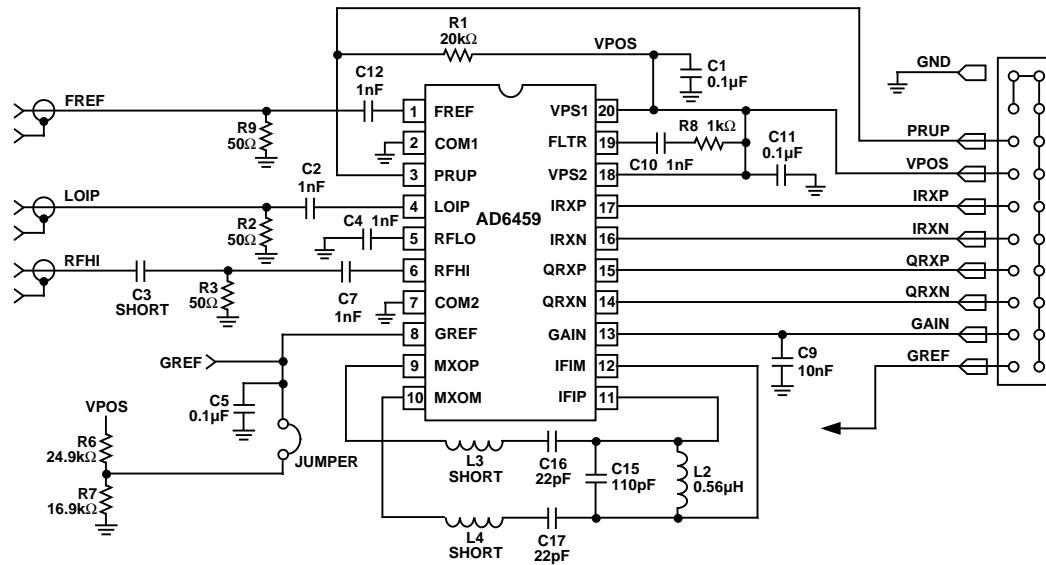 R1
20kΩ
VPOS
C1
0.1µF
GND
C12
1nF
FREF
R9
50Ω
1 FREF
2 COM1
3 PRUP
4 LOIP
5 RFLO
6 RFHI
7 COM2
8 GREF
9 MXOP
10 MXOM
AD6459
VPS1 20
FLTR 19
VPS2 18
IRXP 17
IRXN 16
QRXP 15
QRXN 14
GAIN 13
IFIM 12
IFIP 11
R8 1kΩ
C10 1nF
C11
0.1µF
PRUP
VPOS
IRXP
IRXN
QRXP
QRXN
GAIN
GREF
C9
10nF
LOIP
C2
1nF
R2
50Ω
C4 1nF
RFHI
C3
SHORT
R3
50Ω
C7
1nF
GREF
C5
0.1µF
VPOS
R6
24.9kΩ
R7
16.9kΩ
JUMPER
L3
SHORT
C16
22pF
C15
110pF
L2
0.56µH
L4
SHORT
C17
22pF